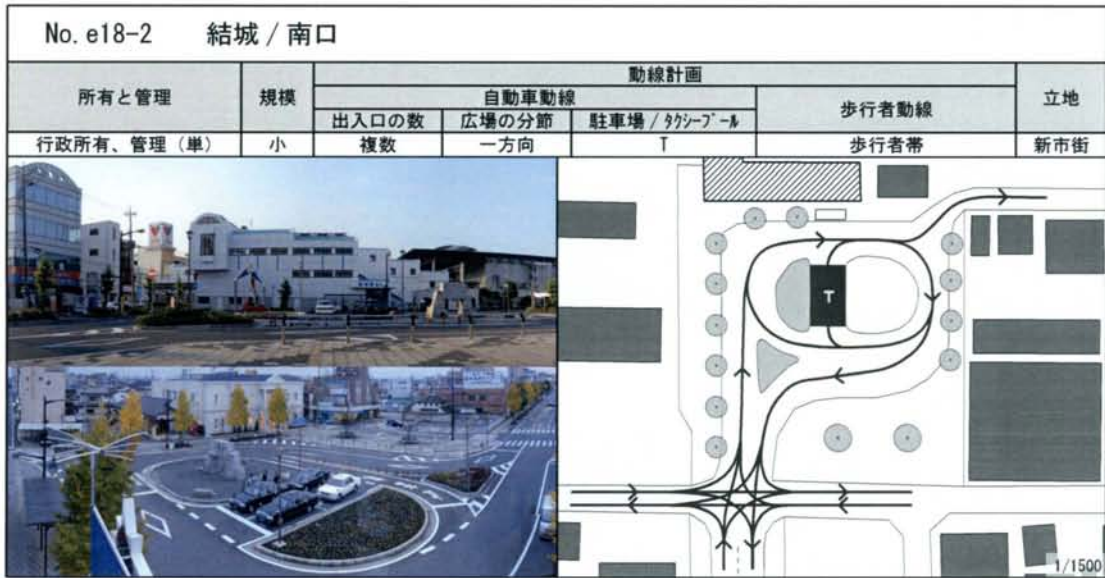 No. e18-2 結城 / 南口
所有と管理 規模 動線計画 立地
自動車動線 歩行者動線
出入口の数 広場の分節 駐車場 / タクシープール
行政所有、管理（単） 小 複数 一方向 T 歩行者帯 新市街
T
1/1500